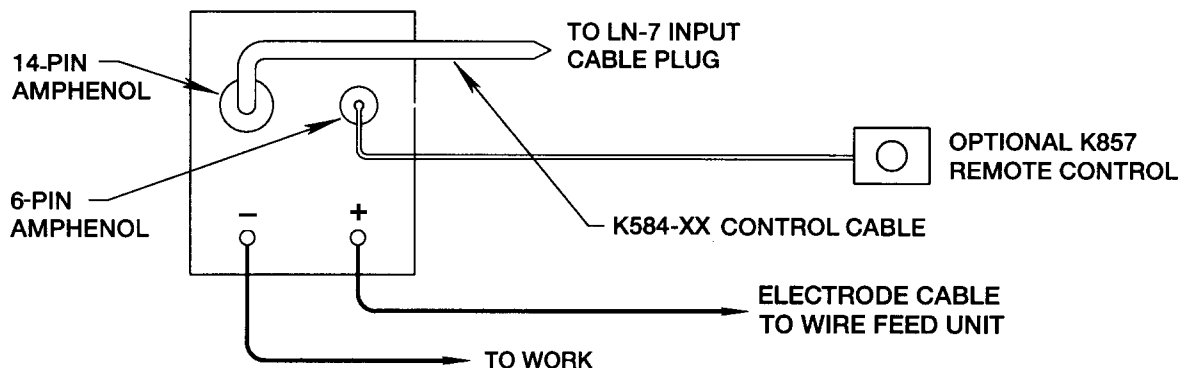 TO LN-7 INPUT
CABLE PLUG
14-PIN
AMPHENOL
OPTIONAL K857
REMOTE CONTROL
6-PIN
AMPHENOL
K584-XX CONTROL CABLE
− +
ELECTRODE CABLE
TO WIRE FEED UNIT
TO WORK